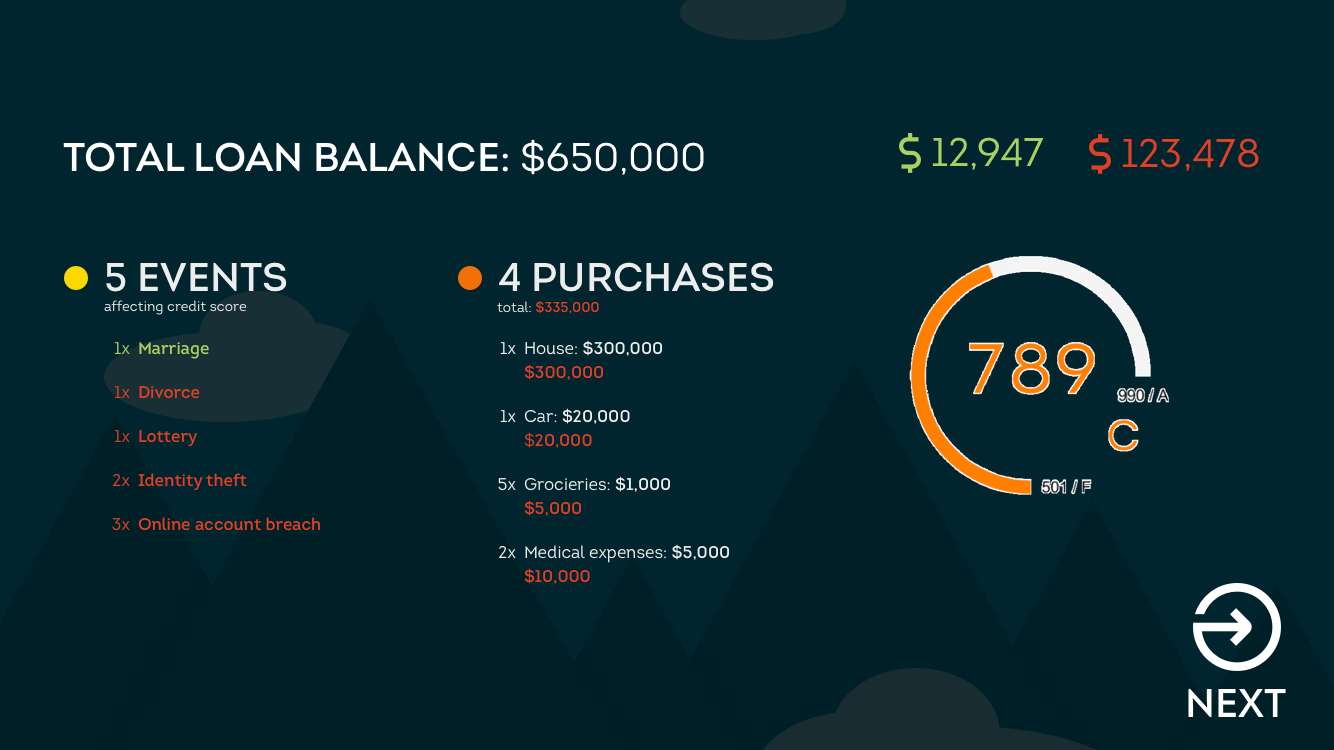 TOTAL LOAN BALANCE: $650,000
$ 12,947
$ 123,478
5 EVENTS
affecting credit score
1x Marriage
1x Divorce
1x Lottery
2x Identity theft
3x Online account breach
4 PURCHASES
total: $335,000
1x House: $300,000
$300,000
1x Car: $20,000
$20,000
5x Grocieries: $1,000
$5,000
2x Medical expenses: $5,000
$10,000
789
990 / A
C
501 / F
NEXT